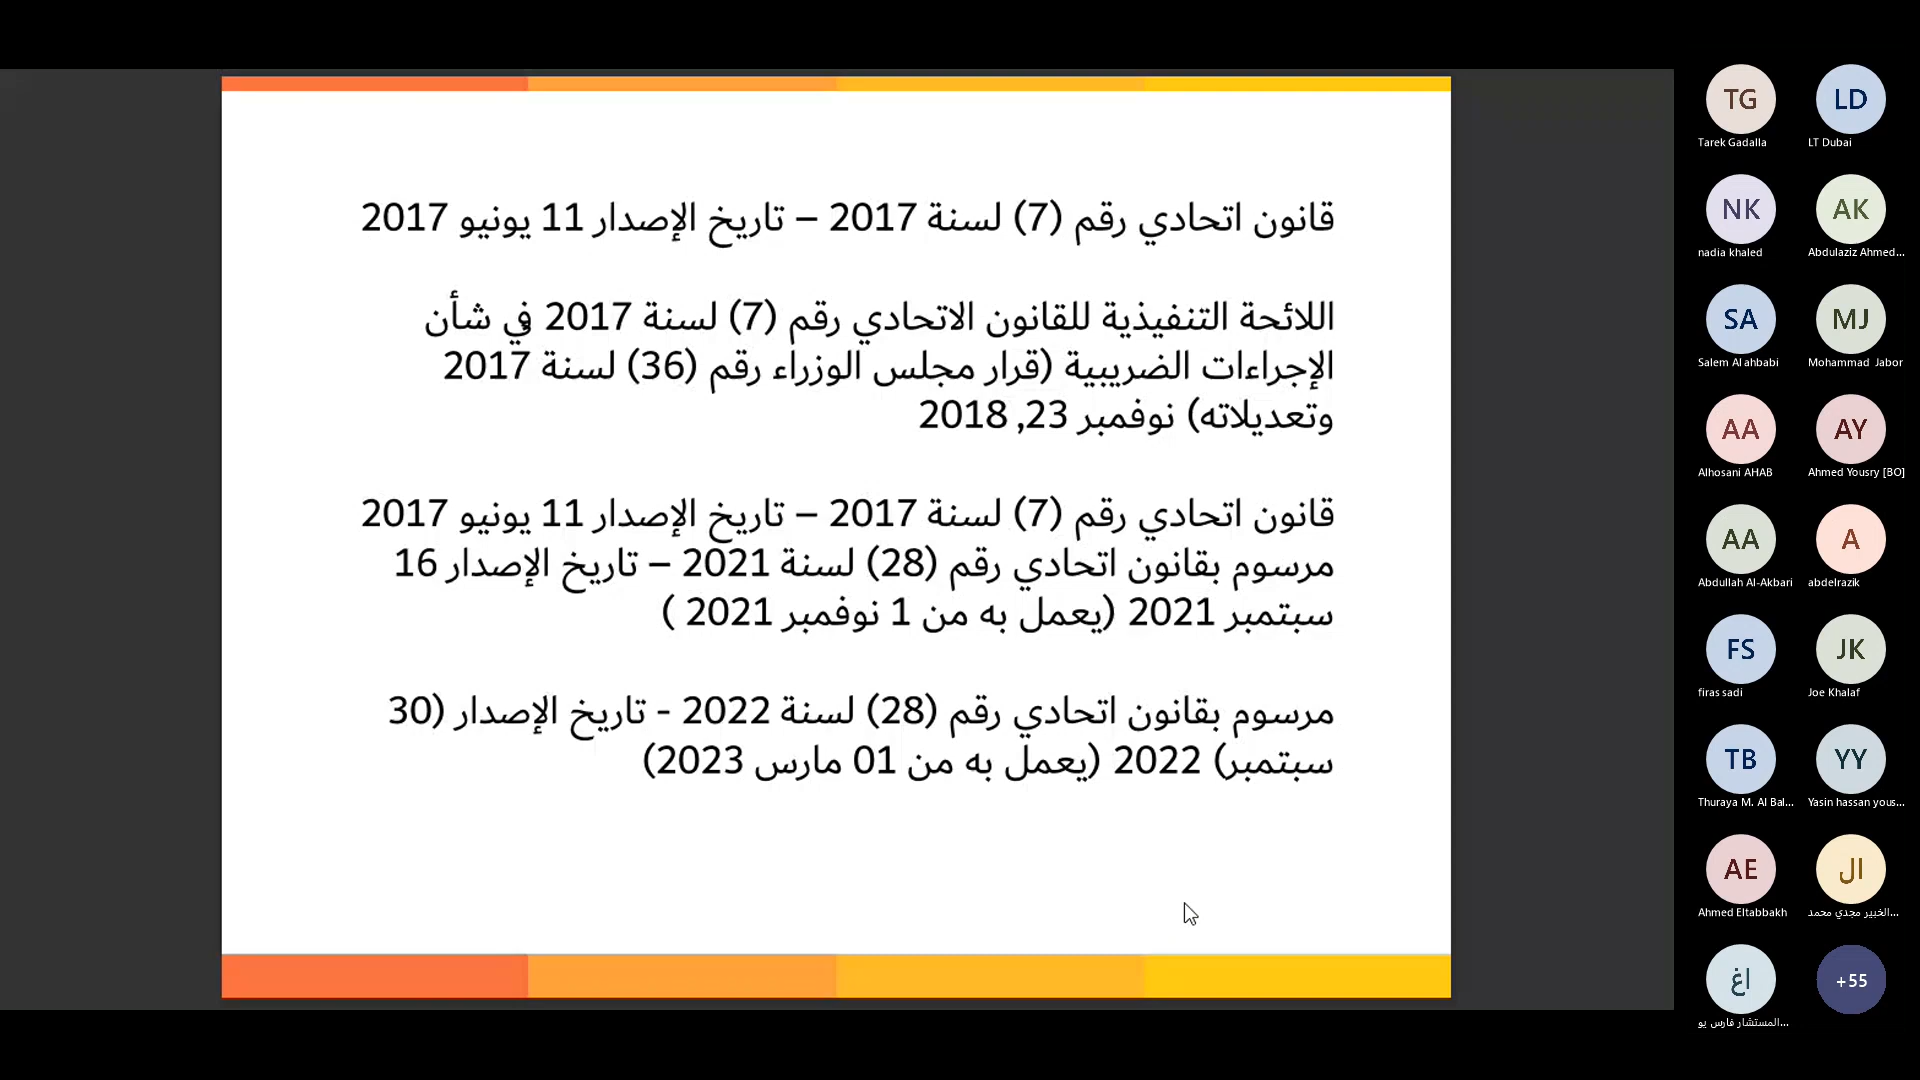 قانون اتحادي رقم (7) لسنة 2017 – تاريخ الإصدار 11 يونيو 2017
اللائحة التنفيذية للقانون الاتحادي رقم (7) لسنة 2017 في شأن
الإجراءات الضريبية (قرار مجلس الوزراء رقم (36) لسنة 2017
وتعديلاته) نوفمبر 23, 2018
قانون اتحادي رقم (7) لسنة 2017 – تاريخ الإصدار 11 يونيو 2017
مرسوم بقانون اتحادي رقم (28) لسنة 2021 – تاريخ الإصدار 16
سبتمبر 2021 (يعمل به من 1 نوفمبر 2021 )
مرسوم بقانون اتحادي رقم (28) لسنة 2022 - تاريخ الإصدار (30
سبتمبر) 2022 (يعمل به من 01 مارس 2023)
TG LD
Tarek Gadalla LT Dubai
NK AK
nadia khaled Abdulaziz Ahmed...
SA MJ
Salem Al ahbabi Mohammad Jabor
AA AY
Alhosani AHAB Ahmed Yousry [BO]
AA A
Abdullah Al-Akbari abdelrazik
FS JK
firas sadi Joe Khalaf
TB YY
Thuraya M. Al Bal... Yasin hassan yous...
AE ال
Ahmed Eltabbakh الخبير مجدي محمد...
اغ +55
المستشار فارس يو...